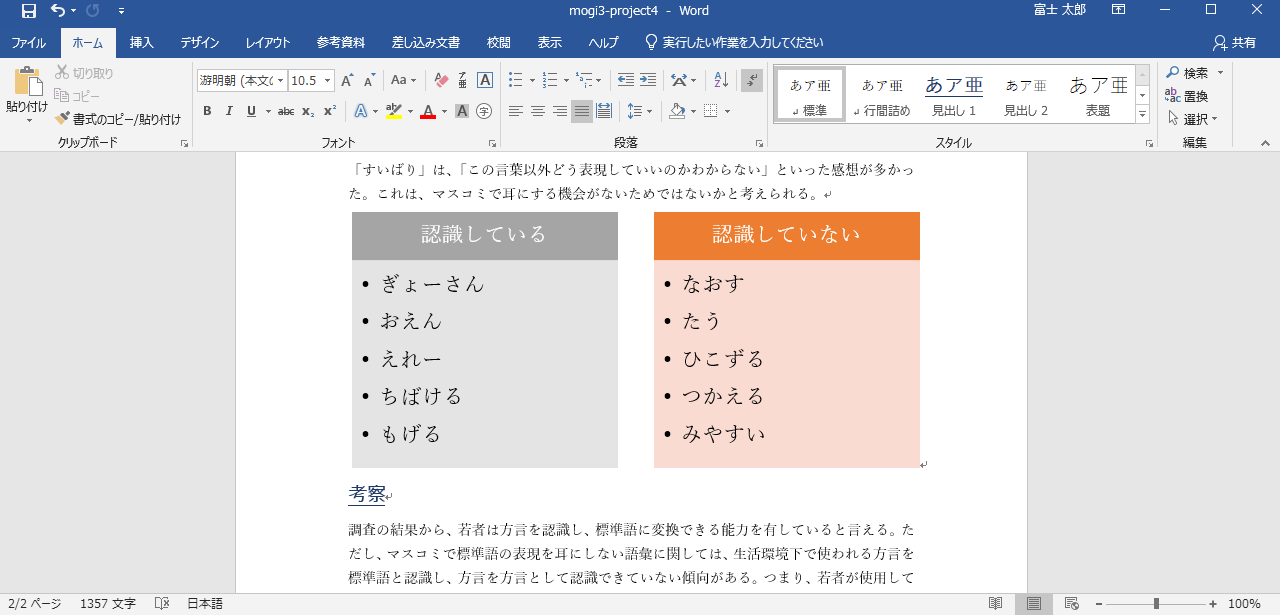 mogi3-project4 - Word
富士 太郎
ファイル ホーム 挿入 デザイン レイアウト 参考資料 差し込み文書 校閲 表示 ヘルプ 実行したい作業を入力してください 共有
貼り付け
切り取り
コピー
書式のコピー/貼り付け
クリップボード
游明朝 (本文の 10.5
フォント
段落
あア亜 あア亜 あア亜 あア亜 あア亜
標準 行間詰め 見出し 1 見出し 2 表題
スタイル
検索
置換
選択
編集
「すいばり」は、「この言葉以外どう表現していいのかわからない」といった感想が多かっ
た。これは、マスコミで耳にする機会がないためではないかと考えられる。
認識している
• ぎょーさん
• おえん
• えれー
• ちばける
• もげる
認識していない
• なおす
• たう
• ひこずる
• つかえる
• みやすい
考察
調査の結果から、若者は方言を認識し、標準語に変換できる能力を有していると言える。た
だし、マスコミで標準語の表現を耳にしない語彙に関しては、生活環境下で使われる方言を
標準語と認識し、方言を方言として認識できていない傾向がある。つまり、若者が使用して
2/2 ページ 1357 文字 日本語 100%